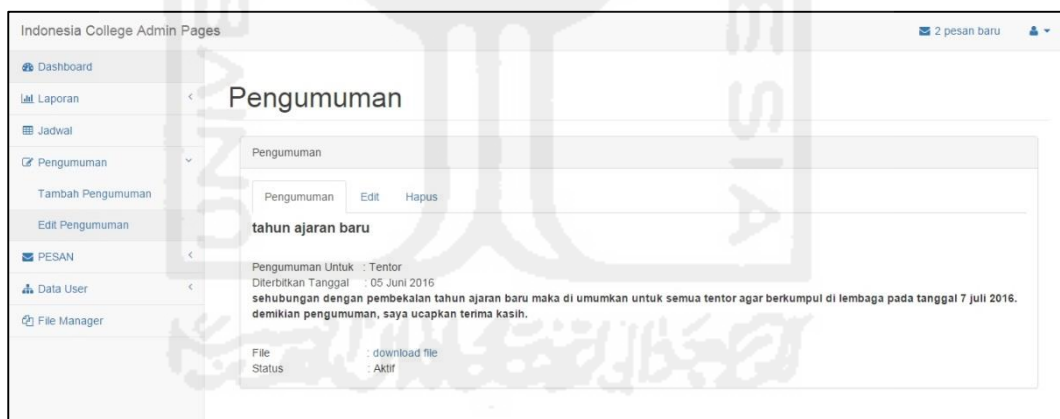 Indonesia College Admin Pages
2 pesan baru
Dashboard
Laporan
Jadwal
Pengumuman
Tambah Pengumuman
Edit Pengumuman
PESAN
Data User
File Manager
Pengumuman
Pengumuman
Pengumuman Edit Hapus
tahun ajaran baru
Pengumuman Untuk : Tentor
Diterbitkan Tanggal : 05 Juni 2016
sehubungan dengan pembekalan tahun ajaran baru maka di umumkan untuk semua tentor agar berkumpul di lembaga pada tanggal 7 juli 2016.
demikian pengumuman, saya ucapkan terima kasih.
File : download file
Status : Aktif